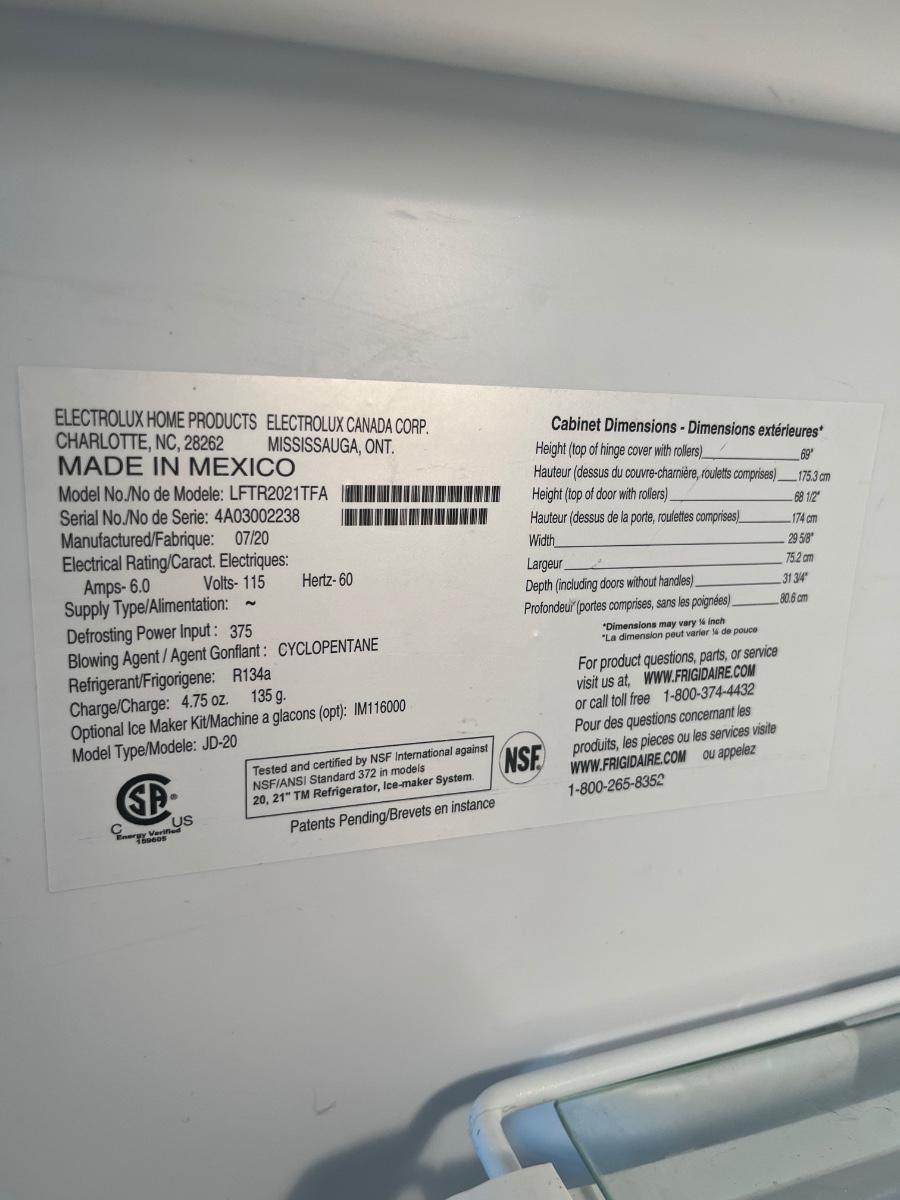 ELECTROLUX HOME PRODUCTS ELECTROLUX CANADA CORP.
CHARLOTTE, NC, 28262 MISSISSAUGA, ONT.
MADE IN MEXICO
Model No./No de Modele: LFTR2021TFA
Serial No./No de Serie: 4A03002238
Manufactured/Fabrique: 07/20
Electrical Rating/Caract. Electriques:
Amps- 6.0 Volts- 115 Hertz- 60
Supply Type/Alimentation: ~
Defrosting Power Input : 375
Blowing Agent / Agent Gonflant : CYCLOPENTANE
Refrigerant/Frigorigene: R134a
Charge/Charge: 4.75 oz. 135 g.
Optional Ice Maker Kit/Machine a glacons (opt): IM116000
Model Type/Modele: JD-20
CSA ®
C US
Energy Verified
159605
Tested and certified by NSF International against
NSF/ANSI Standard 372 in models
20, 21" TM Refrigerator, Ice-maker System.
NSF.
Patents Pending/Brevets en instance
Cabinet Dimensions - Dimensions extérieures*
Height (top of hinge cover with rollers) 69"
Hauteur (dessus du couvre-charnière, rouletts comprises) 175.3 cm
Height (top of door with rollers) 68 1/2"
Hauteur (dessus de la porte, roulettes comprises) 174 cm
Width 29 5/8"
Largeur 75.2 cm
Depth (including doors without handles) 31 3/4"
Profondeur (portes comprises, sans les poignées) 80.6 cm
*Dimensions may vary ¼ inch
*La dimension peut varier ¼ de pouce
For product questions, parts, or service
visit us at, WWW.FRIGIDAIRE.COM
or call toll free 1-800-374-4432
Pour des questions concernant les
produits, les pieces ou les services visite
WWW.FRIGIDAIRE.COM ou appelez
1-800-265-8352